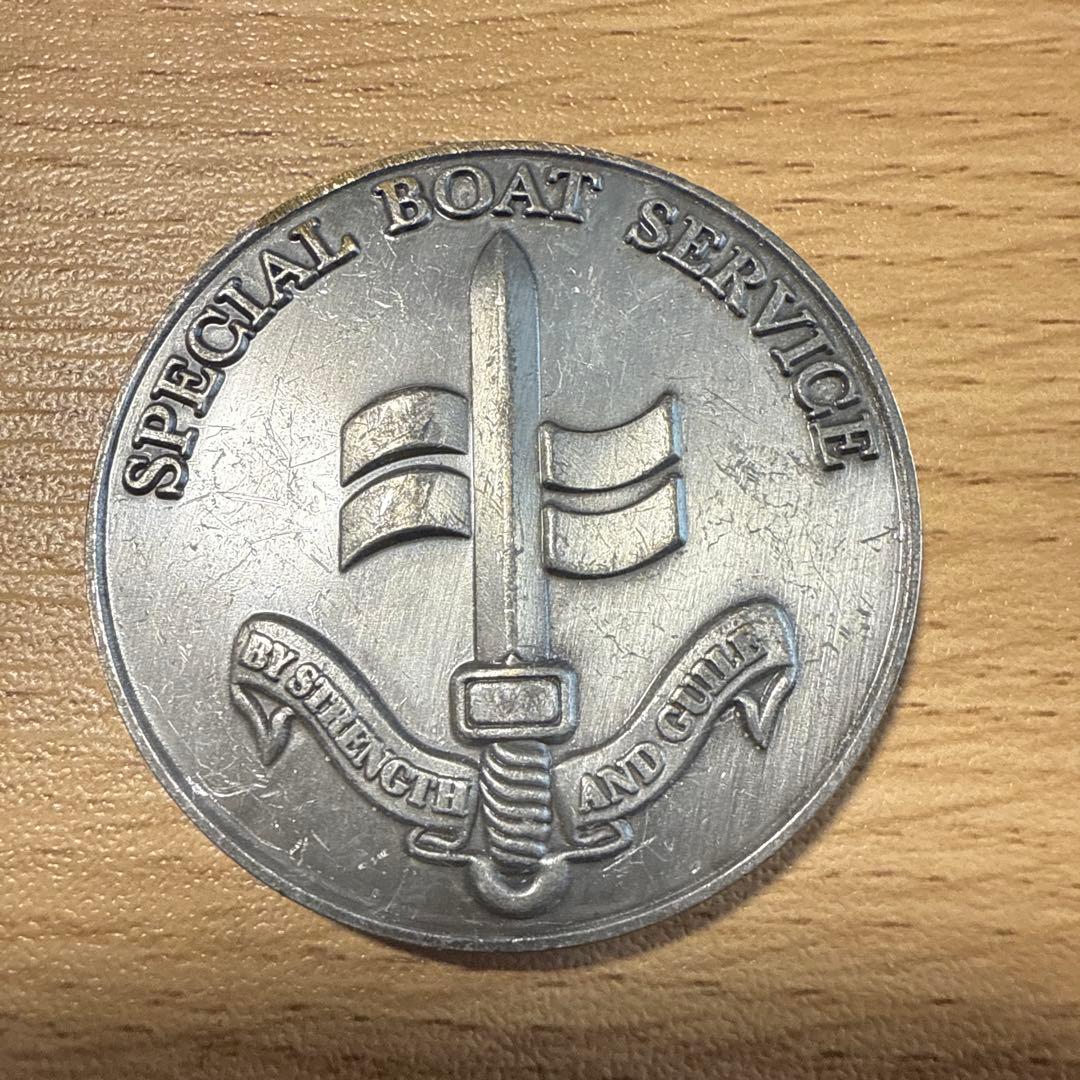 SPECIAL BOAT SERVICE
BY STRENGTH AND GUILE